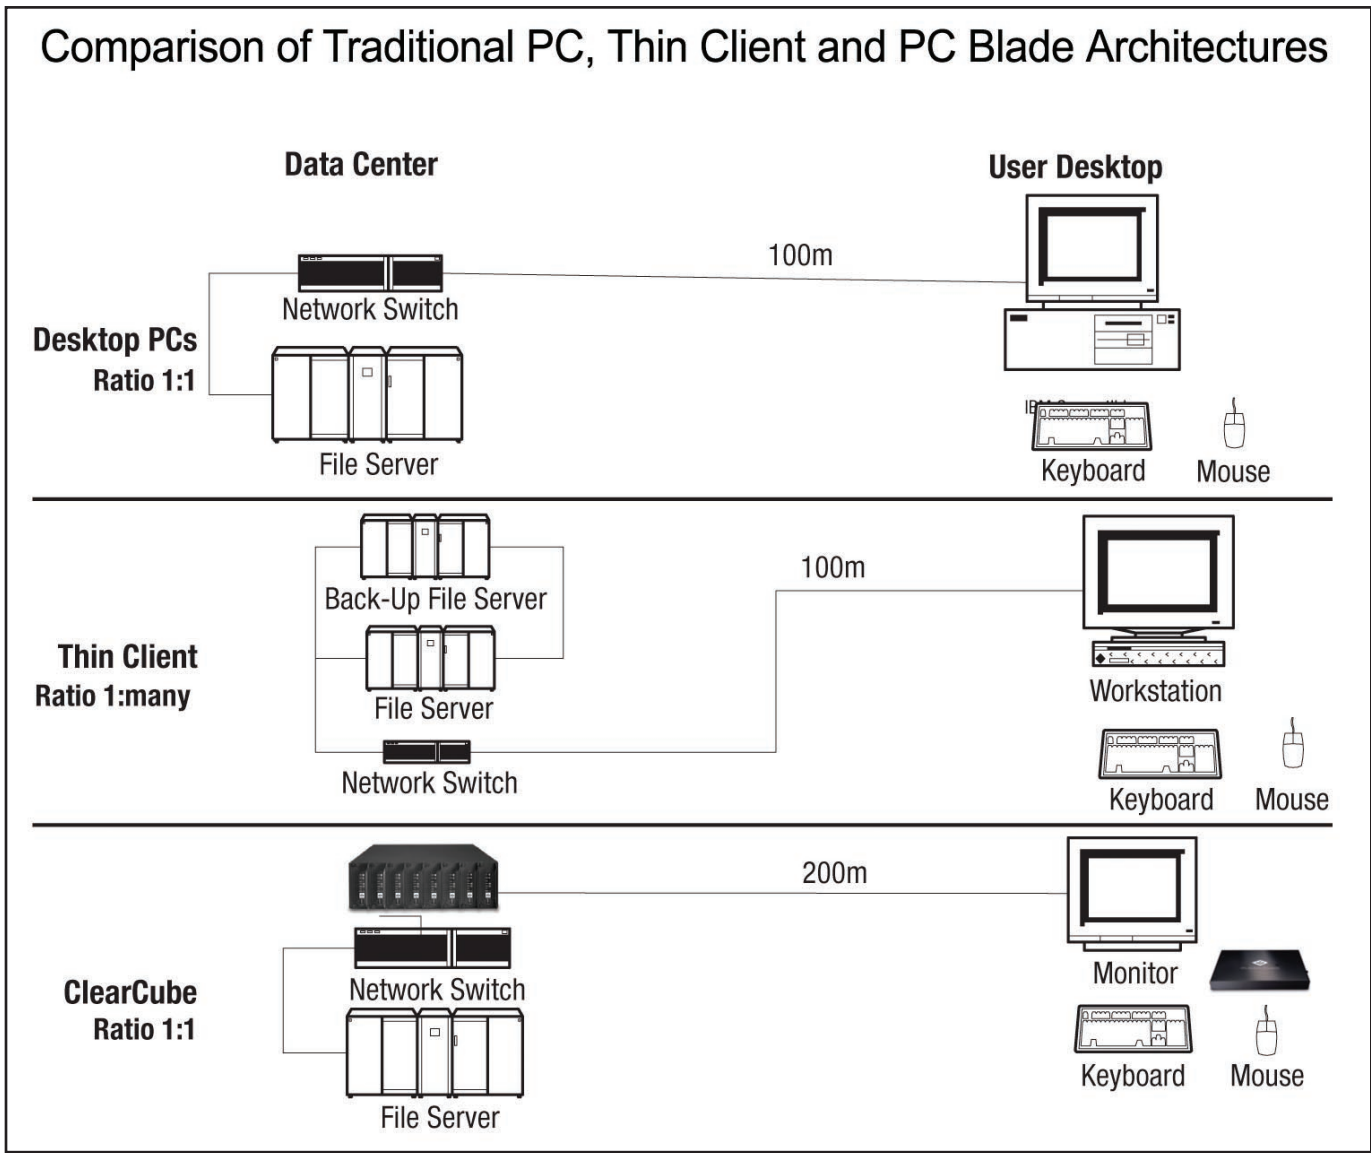 Comparison of Traditional PC, Thin Client and PC Blade Architectures
Data Center
User Desktop
100m
Network Switch
Desktop PCs
Ratio 1:1
File Server
Keyboard
Mouse
100m
Back-Up File Server
Thin Client
Ratio 1:many
File Server
Workstation
Network Switch
Keyboard
Mouse
200m
Monitor
ClearCube
Ratio 1:1
Network Switch
Keyboard
Mouse
File Server